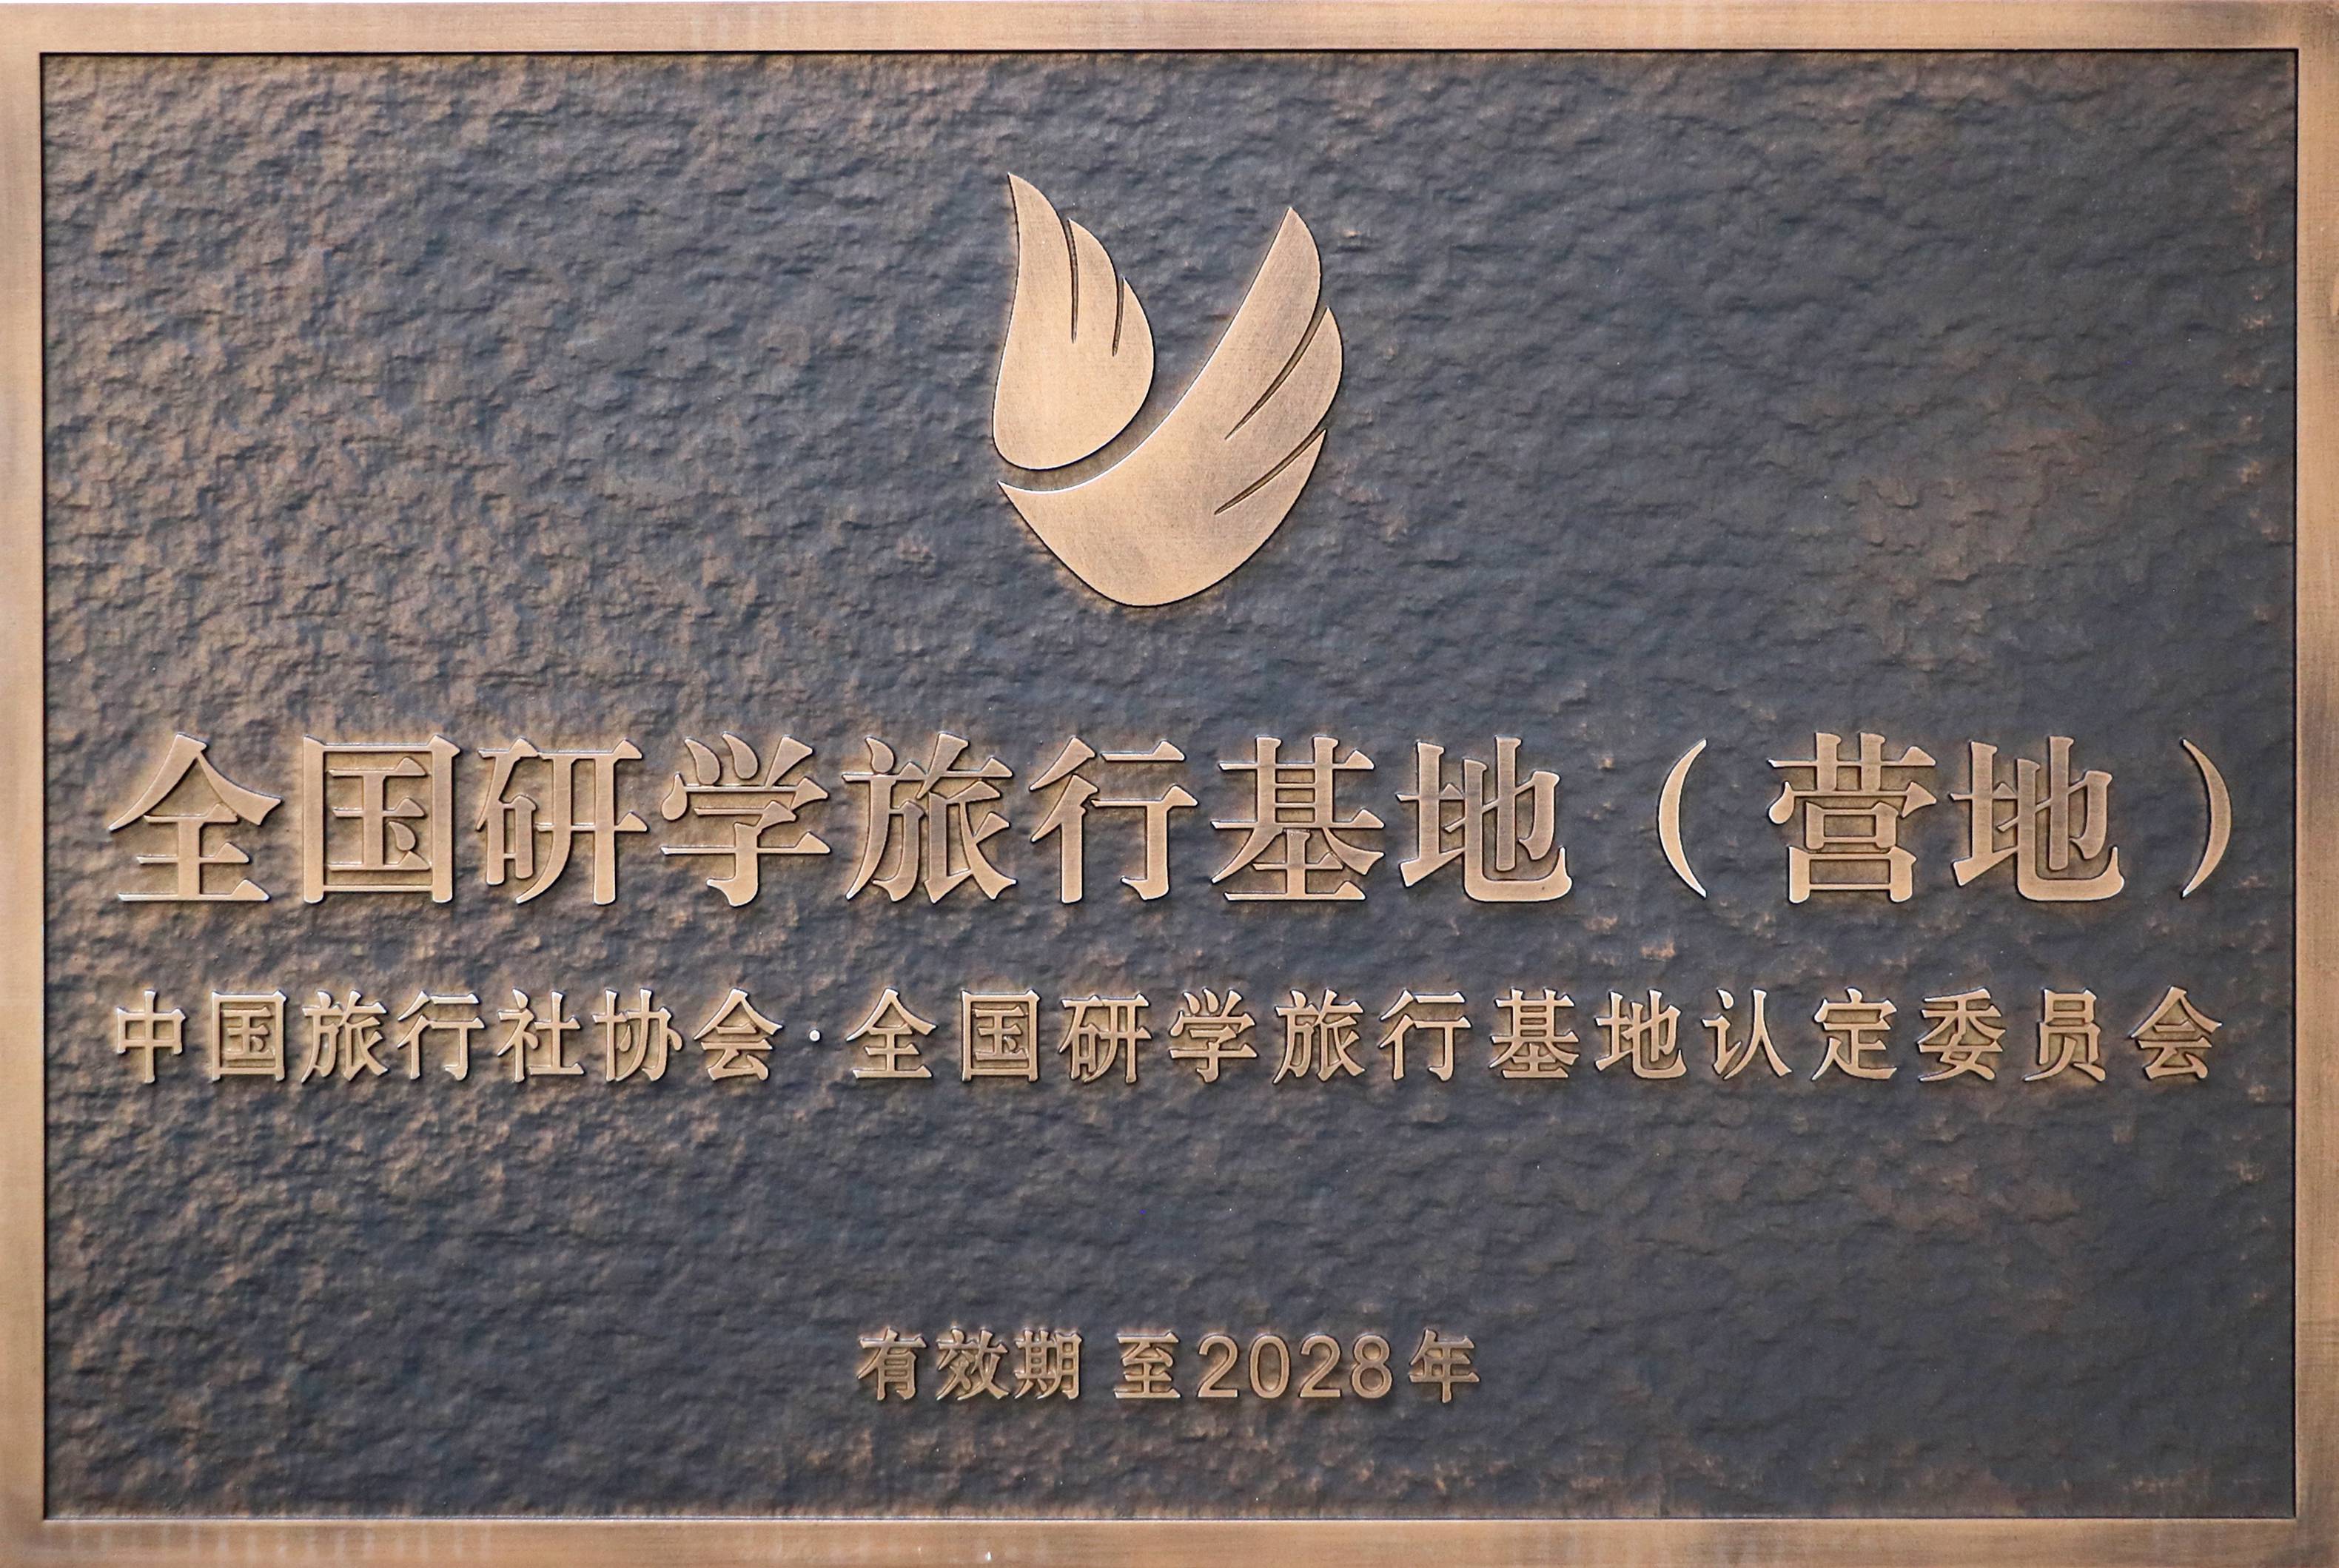 全国研学旅行基地（营地）
中国旅行社协会·全国研学旅行基地认定委员会
有效期 至2028年